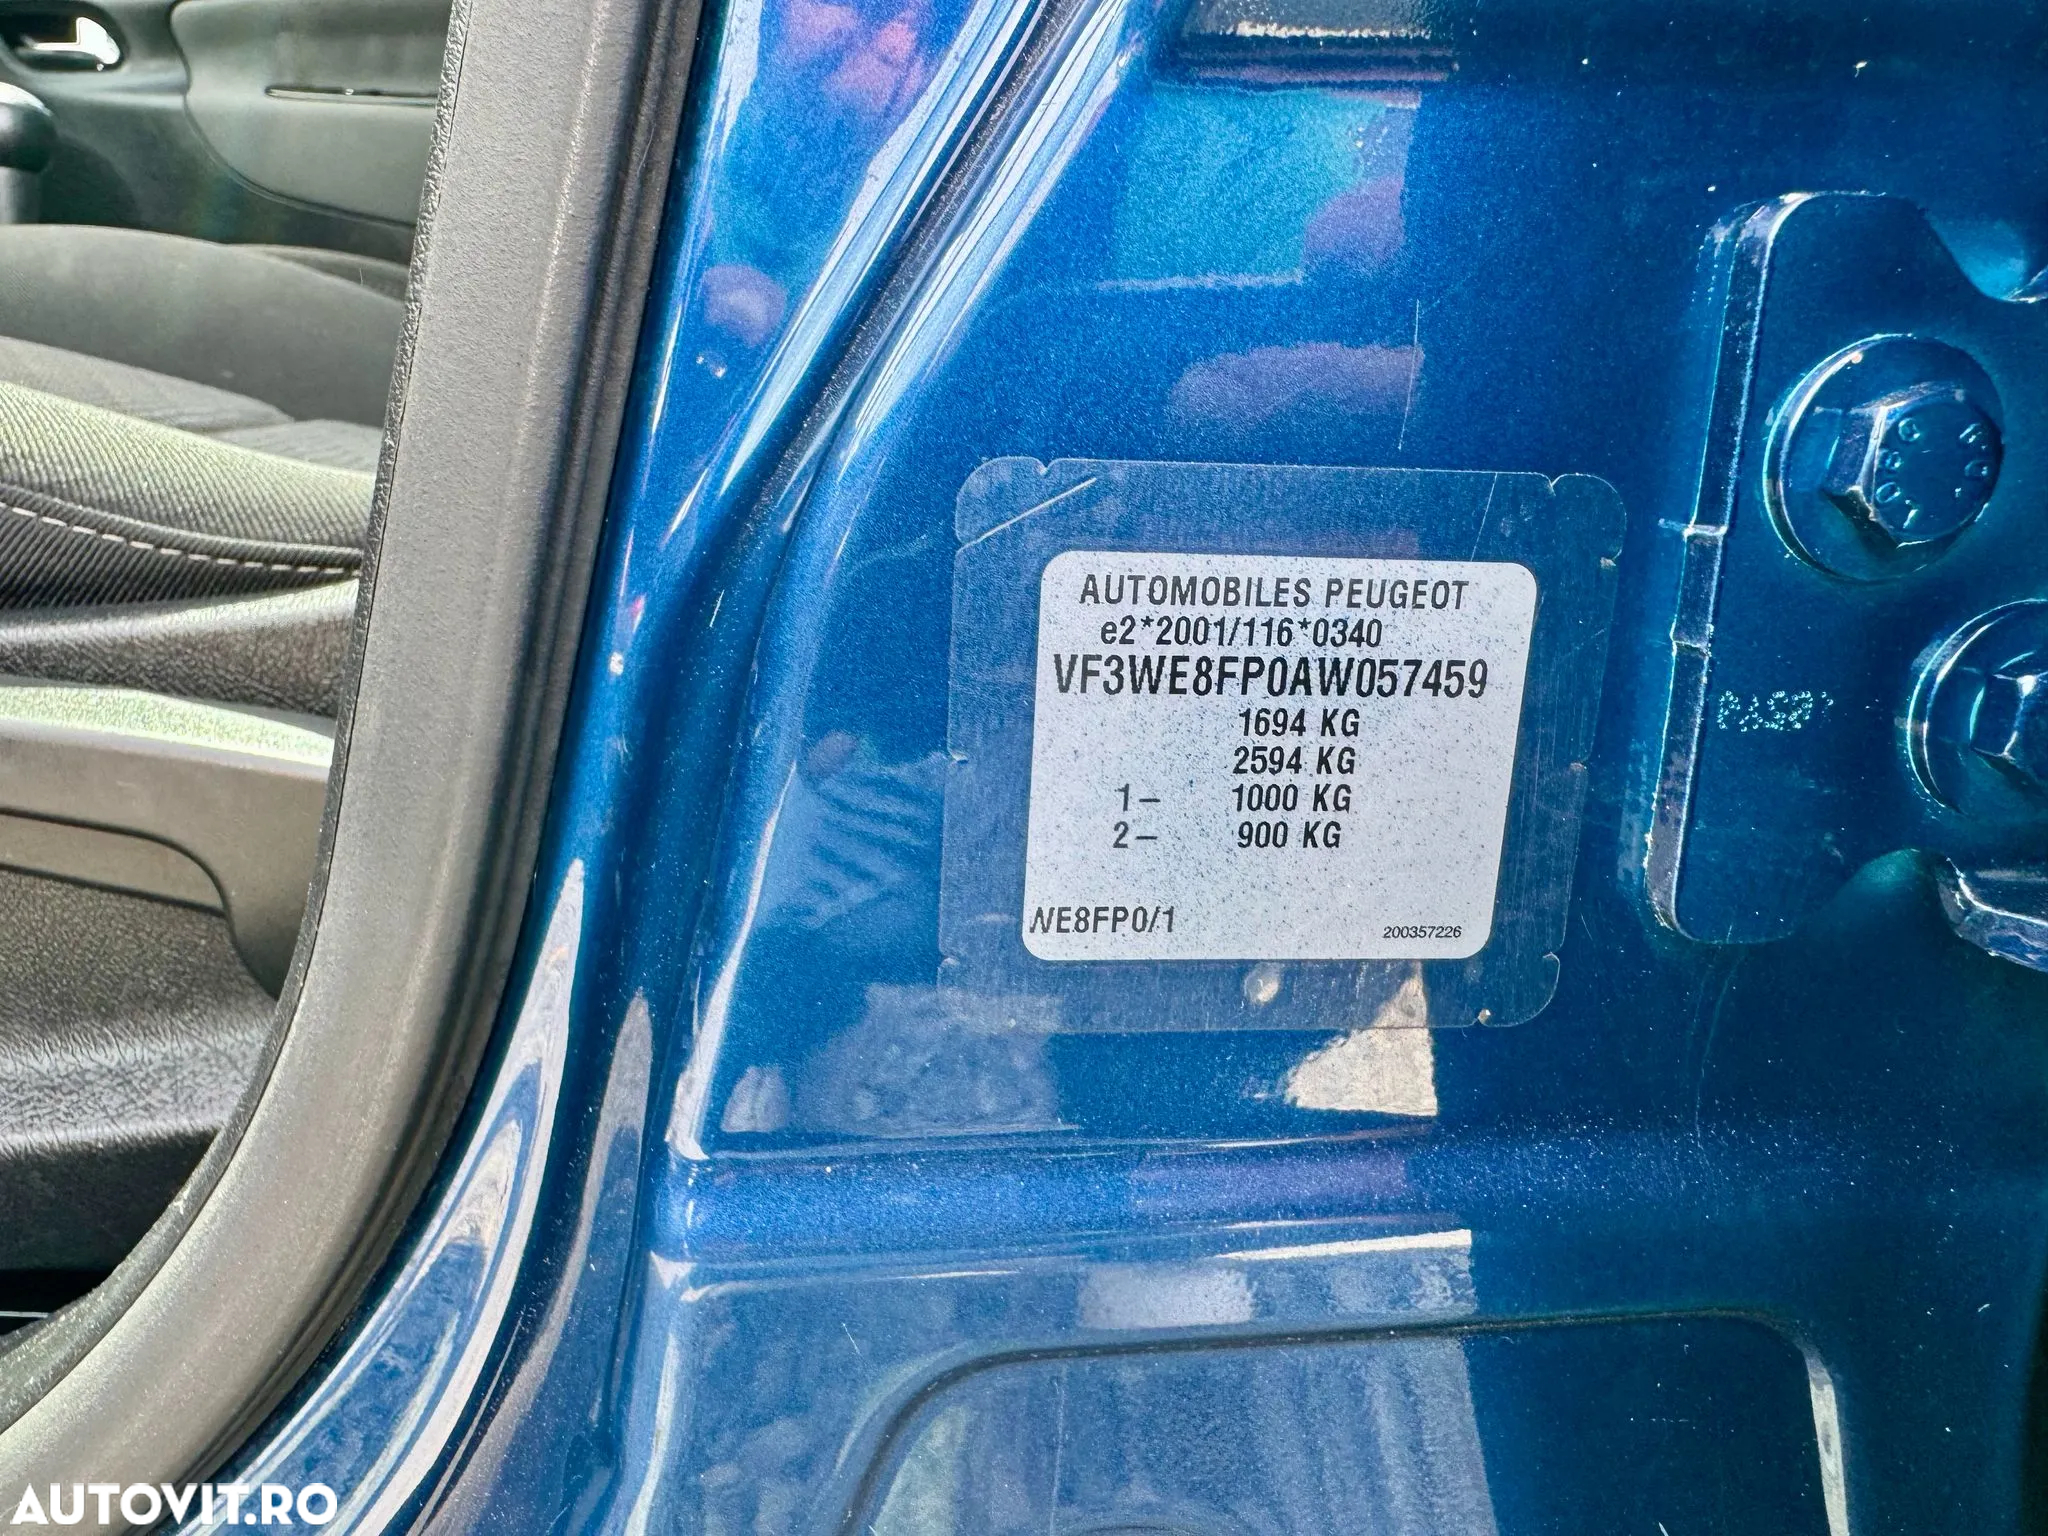 AUTOMOBILES PEUGEOT
e2*2001/116*0340
VF3WE8FP0AW057459
1694 KG
2594 KG
1– 1000 KG
2– 900 KG
WE8FP0/1
200357226
AUTOVIT.RO